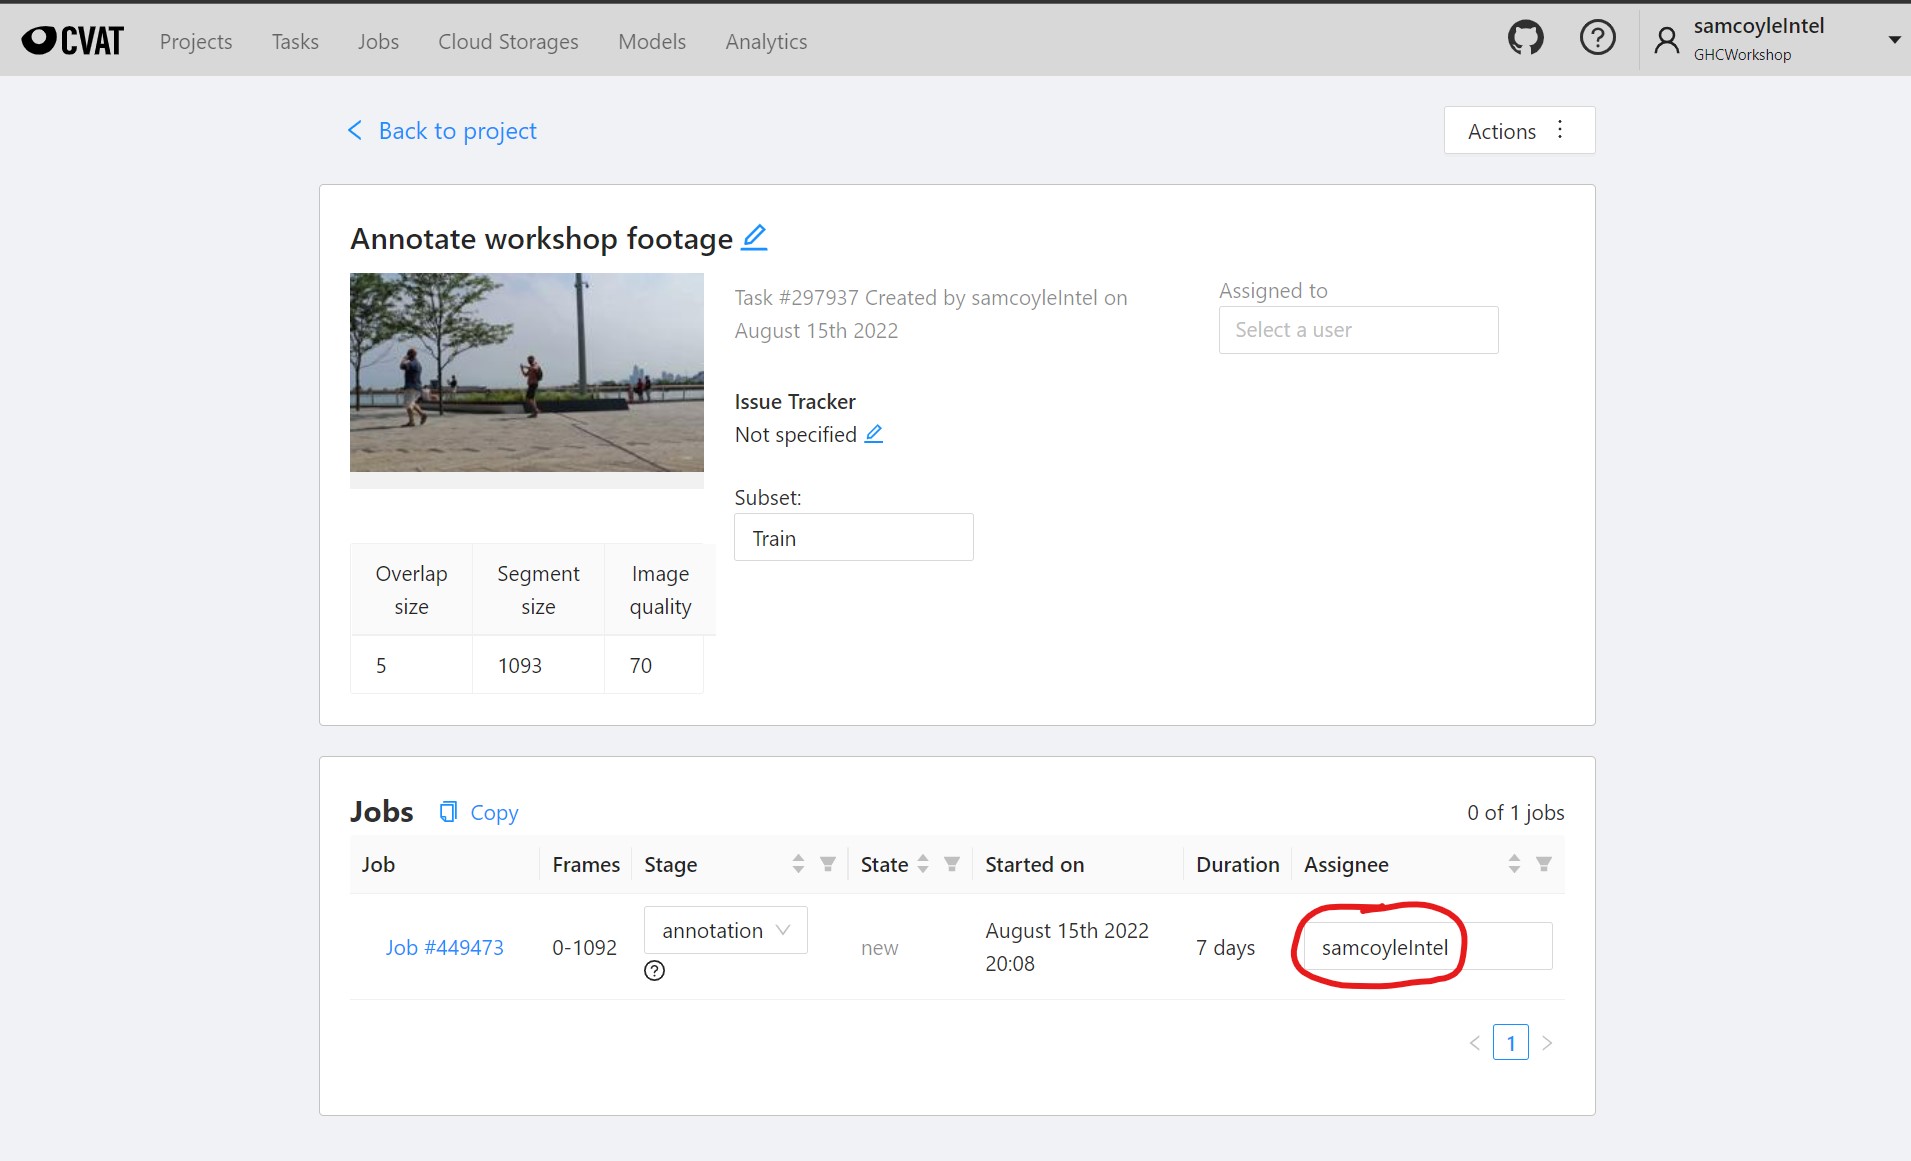 CVAT Projects Tasks Jobs Cloud Storages Models Analytics samcoyleIntel
GHCWorkshop
Back to project Actions
Annotate workshop footage
Task #297937 Created by samcoyleIntel on
August 15th 2022
Assigned to
Select a user
Issue Tracker
Not specified
Subset:
Train
Overlap size Segment size Image quality
5 1093 70
Jobs Copy 0 of 1 jobs
Job Frames Stage State Started on Duration Assignee
Job #449473 0-1092 annotation ? new August 15th 2022 20:08 7 days samcoyleIntel
< 1 >